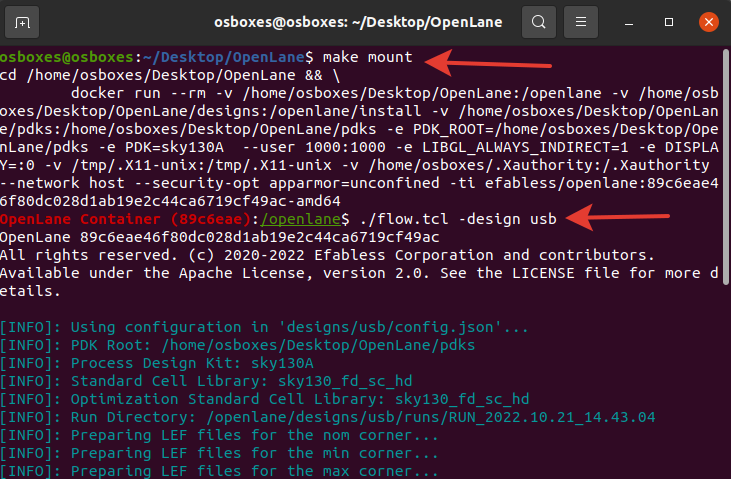 osboxes@osboxes: ~/Desktop/OpenLane
osboxes@osboxes:~/Desktop/OpenLane$ make mount
cd /home/osboxes/Desktop/OpenLane && \
docker run --rm -v /home/osboxes/Desktop/OpenLane:/openlane -v /home/osb
oxes/Desktop/OpenLane/designs:/openlane/install -v /home/osboxes/Desktop/OpenLan
e/pdks:/home/osboxes/Desktop/OpenLane/pdks -e PDK_ROOT=/home/osboxes/Desktop/Ope
nLane/pdks -e PDK=sky130A  --user 1000:1000 -e LIBGL_ALWAYS_INDIRECT=1 -e DISPLA
Y=:0 -v /tmp/.X11-unix:/tmp/.X11-unix -v /home/osboxes/.Xauthority:/.Xauthority
--network host --security-opt apparmor=unconfined -ti efabless/openlane:89c6eae4
6f80dc028d1ab19e2c44ca6719cf49ac-amd64
OpenLane Container (89c6eae):/openlane$ ./flow.tcl -design usb
OpenLane 89c6eae46f80dc028d1ab19e2c44ca6719cf49ac
All rights reserved. (c) 2020-2022 Efabless Corporation and contributors.
Available under the Apache License, version 2.0. See the LICENSE file for more d
etails.
[INFO]: Using configuration in 'designs/usb/config.json'...
[INFO]: PDK Root: /home/osboxes/Desktop/OpenLane/pdks
[INFO]: Process Design Kit: sky130A
[INFO]: Standard Cell Library: sky130_fd_sc_hd
[INFO]: Optimization Standard Cell Library: sky130_fd_sc_hd
[INFO]: Run Directory: /openlane/designs/usb/runs/RUN_2022.10.21_14.43.04
[INFO]: Preparing LEF files for the nom corner...
[INFO]: Preparing LEF files for the min corner...
[INFO]: Preparing LEF files for the max corner...